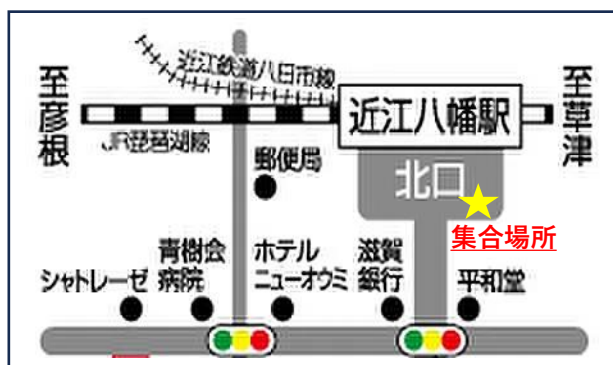 近江鉄道八日市線
至彦根
近江八幡駅
至草津
JR琵琶湖線
郵便局
北口
集合場所
シャトレーゼ
青樹会
病院
ホテル
ニューオウミ
滋賀
銀行
平和堂